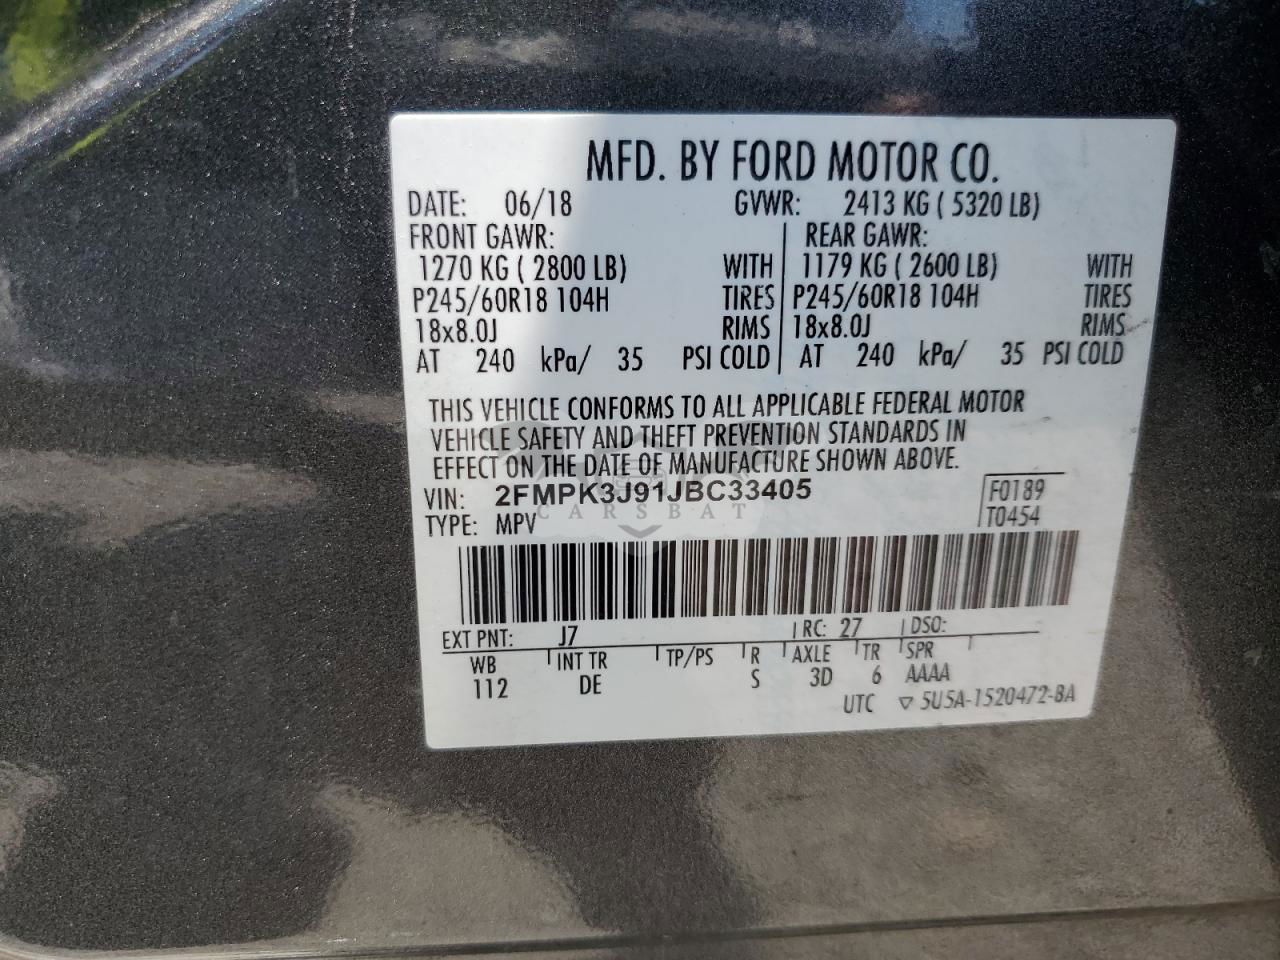 MFD. BY FORD MOTOR CO.
DATE: 06/18 GVWR: 2413 KG ( 5320 LB)
FRONT GAWR: REAR GAWR:
1270 KG ( 2800 LB) WITH 1179 KG ( 2600 LB) WITH
P245/60R18 104H TIRES P245/60R18 104H TIRES
18x8.0J RIMS 18x8.0J RIMS
AT 240 kPa/ 35 PSI COLD AT 240 kPa/ 35 PSI COLD
THIS VEHICLE CONFORMS TO ALL APPLICABLE FEDERAL MOTOR
VEHICLE SAFETY AND THEFT PREVENTION STANDARDS IN
EFFECT ON THE DATE OF MANUFACTURE SHOWN ABOVE.
VIN: 2FMPK3J91JBC33405 F0189
CARSBAT
TYPE: MPV T0454
EXT PNT: J7 RC: 27 DSO:
WB INT TR TP/PS R AXLE TR SPR
112 DE S 3D 6 AAAA
UTC ▽ 5U5A-1520472-BA